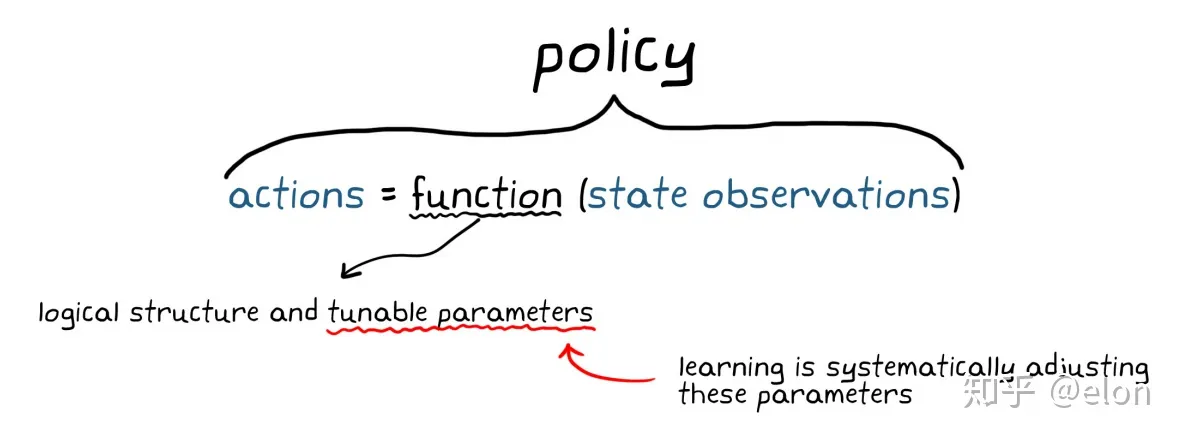 policy
actions = function (state observations)
logical structure and tunable parameters
learning is systematically adjusting
these parameters
知乎 @elon